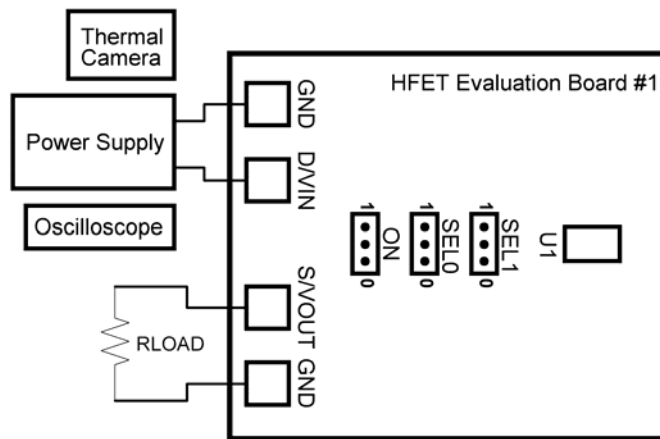 Thermal
Camera
HFET Evaluation Board #1
GND
Power Supply
D/VIN
Oscilloscope
1
1
1
ON
SEL0
SEL1
U1
0
0
0
S/VOUT
RLOAD
GND